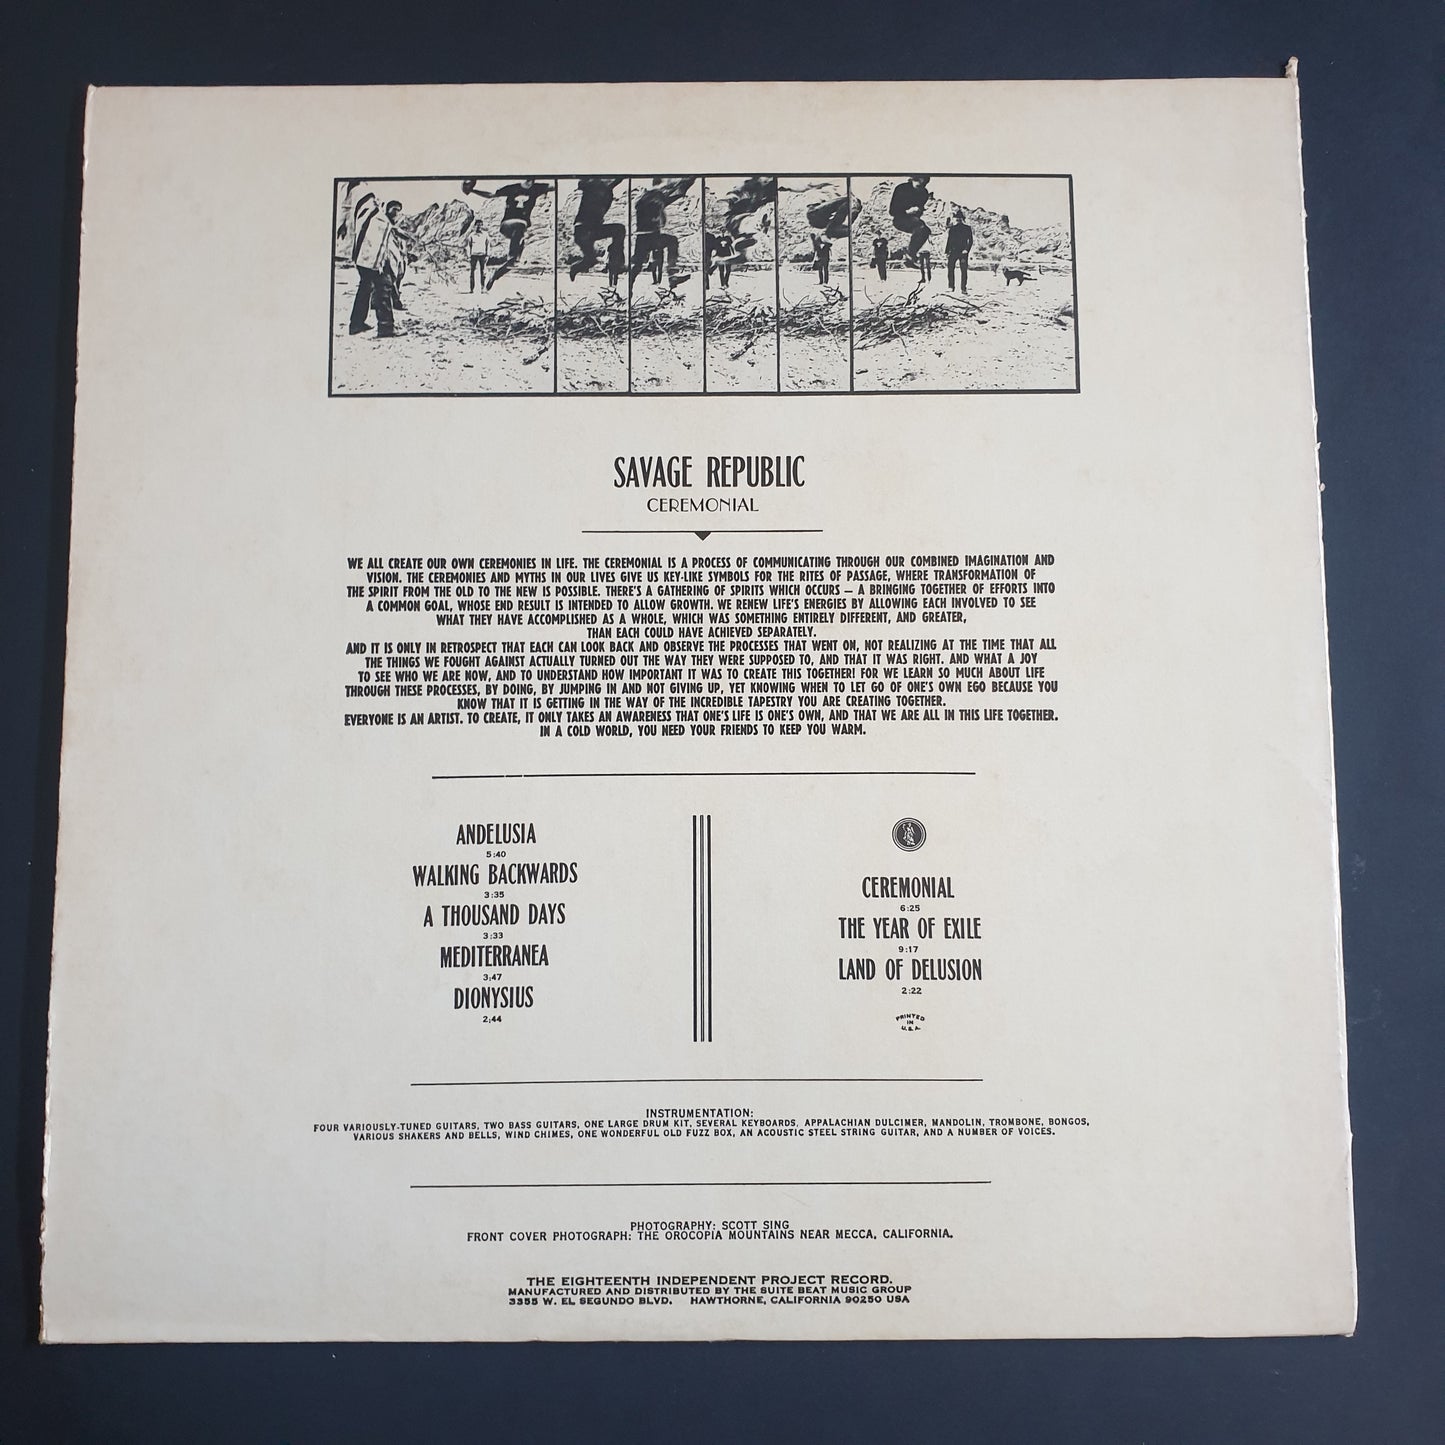 SAVAGE REPUBLIC
CEREMONIAL
WE ALL CREATE OUR OWN CEREMONIES IN LIFE. THE CEREMONIAL IS A PROCESS OF COMMUNICATING THROUGH OUR COMBINED IMAGINATION AND
VISION. THE CEREMONIES AND MYTHS IN OUR LIVES GIVE US KEY-LIKE SYMBOLS FOR THE RITES OF PASSAGE, WHERE TRANSFORMATION OF
THE SPIRIT FROM THE OLD TO THE NEW IS POSSIBLE. THERE'S A GATHERING OF SPIRITS WHICH OCCURS — A BRINGING TOGETHER OF EFFORTS INTO
A COMMON GOAL, WHOSE END RESULT IS INTENDED TO ALLOW GROWTH. WE RENEW LIFE'S ENERGIES BY ALLOWING EACH INVOLVED TO SEE
WHAT THEY HAVE ACCOMPLISHED AS A WHOLE, WHICH WAS SOMETHING ENTIRELY DIFFERENT, AND GREATER,
THAN EACH COULD HAVE ACHIEVED SEPARATELY.
AND IT IS ONLY IN RETROSPECT THAT EACH CAN LOOK BACK AND OBSERVE THE PROCESSES THAT WENT ON, NOT REALIZING AT THE TIME THAT ALL
THE THINGS WE FOUGHT AGAINST ACTUALLY TURNED OUT THE WAY THEY WERE SUPPOSED TO, AND THAT IT WAS RIGHT. AND WHAT A JOY
TO SEE WHO WE ARE NOW, AND TO UNDERSTAND HOW IMPORTANT IT WAS TO CREATE THIS TOGETHER! FOR WE LEARN SO MUCH ABOUT LIFE
THROUGH THESE PROCESSES, BY DOING, BY JUMPING IN AND NOT GIVING UP, YET KNOWING WHEN TO LET GO OF ONE'S OWN EGO BECAUSE YOU
KNOW THAT IT IS GETTING IN THE WAY OF THE INCREDIBLE TAPESTRY YOU ARE CREATING TOGETHER.
EVERYONE IS AN ARTIST. TO CREATE, IT ONLY TAKES AN AWARENESS THAT ONE'S LIFE IS ONE'S OWN, AND THAT WE ARE ALL IN THIS LIFE TOGETHER.
IN A COLD WORLD, YOU NEED YOUR FRIENDS TO KEEP YOU WARM.
ANDELUSIA
5:40
WALKING BACKWARDS
3:35
A THOUSAND DAYS
3:33
MEDITERRANEA
3:47
DIONYSIUS
2:44
CEREMONIAL
6:25
THE YEAR OF EXILE
9:17
LAND OF DELUSION
2:22
PRINTED
IN
U.S.A.
INSTRUMENTATION:
FOUR VARIOUSLY-TUNED GUITARS, TWO BASS GUITARS, ONE LARGE DRUM KIT, SEVERAL KEYBOARDS, APPALACHIAN DULCIMER, MANDOLIN, TROMBONE, BONGOS,
VARIOUS SHAKERS AND BELLS, WIND CHIMES, ONE WONDERFUL OLD FUZZ BOX, AN ACOUSTIC STEEL STRING GUITAR, AND A NUMBER OF VOICES.
PHOTOGRAPHY: SCOTT SING
FRONT COVER PHOTOGRAPH: THE OROCOPIA MOUNTAINS NEAR MECCA, CALIFORNIA.
THE EIGHTEENTH INDEPENDENT PROJECT RECORD.
MANUFACTURED AND DISTRIBUTED BY THE SUITE BEAT MUSIC GROUP
3355 W. EL SEGUNDO BLVD. HAWTHORNE, CALIFORNIA 90250 USA